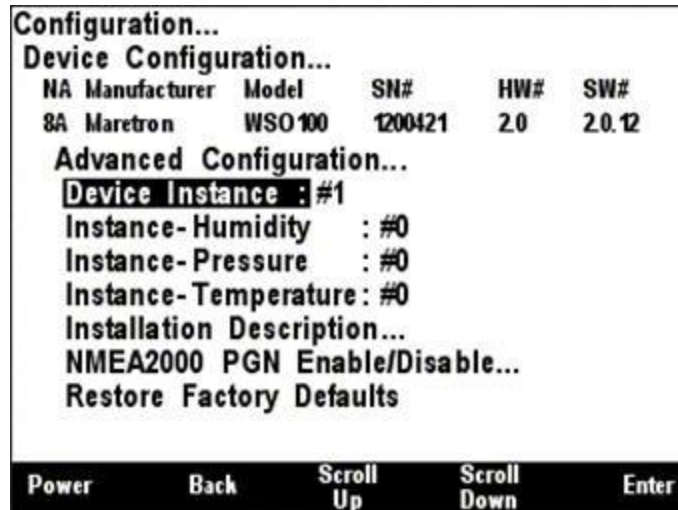 Configuration...
Device Configuration...
NA Manufacturer Model SN# HW# SW#
8A Maretron WSO100 1200421 2.0 2.0.12
Advanced Configuration...
Device Instance : #1
Instance-Humidity : #0
Instance-Pressure : #0
Instance-Temperature: #0
Installation Description...
NMEA2000 PGN Enable/Disable...
Restore Factory Defaults
Power Back Scroll Up Scroll Down Enter